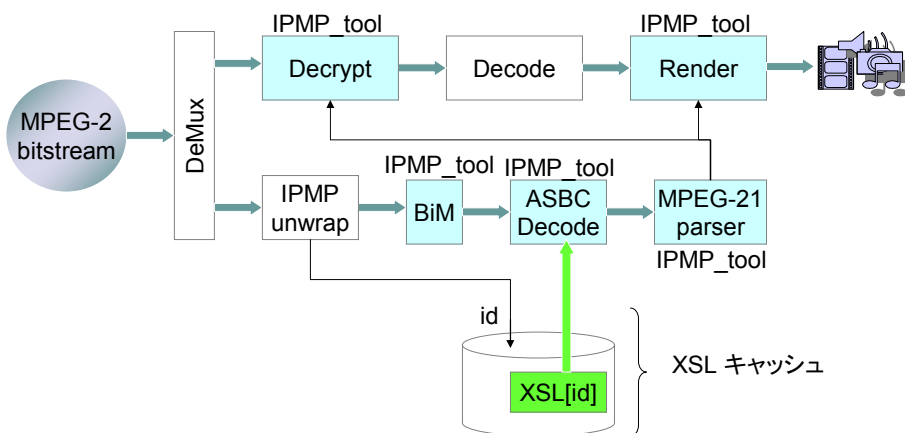 IPMP_tool
IPMP_tool
Decrypt
Decode
Render
MPEG-2
bitstream
DeMux
IPMP_tool
IPMP_tool
IPMP
unwrap
BiM
ASBC
Decode
MPEG-21
parser
IPMP_tool
id
XSL[id]
XSL キャッシュ